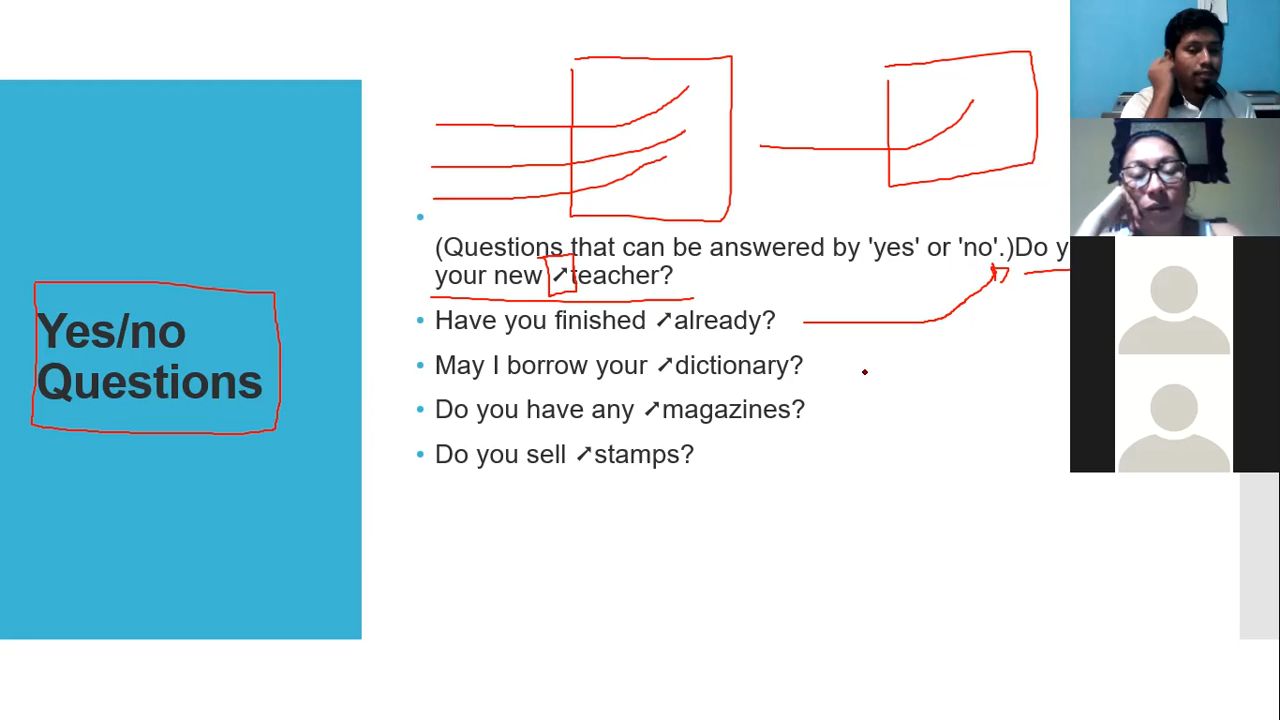 Yes/no
Questions
(Questions that can be answered by 'yes' or 'no'.)Do
your new ➚teacher?
Have you finished ➚already?
May I borrow your ➚dictionary?
Do you have any ➚magazines?
Do you sell ➚stamps?